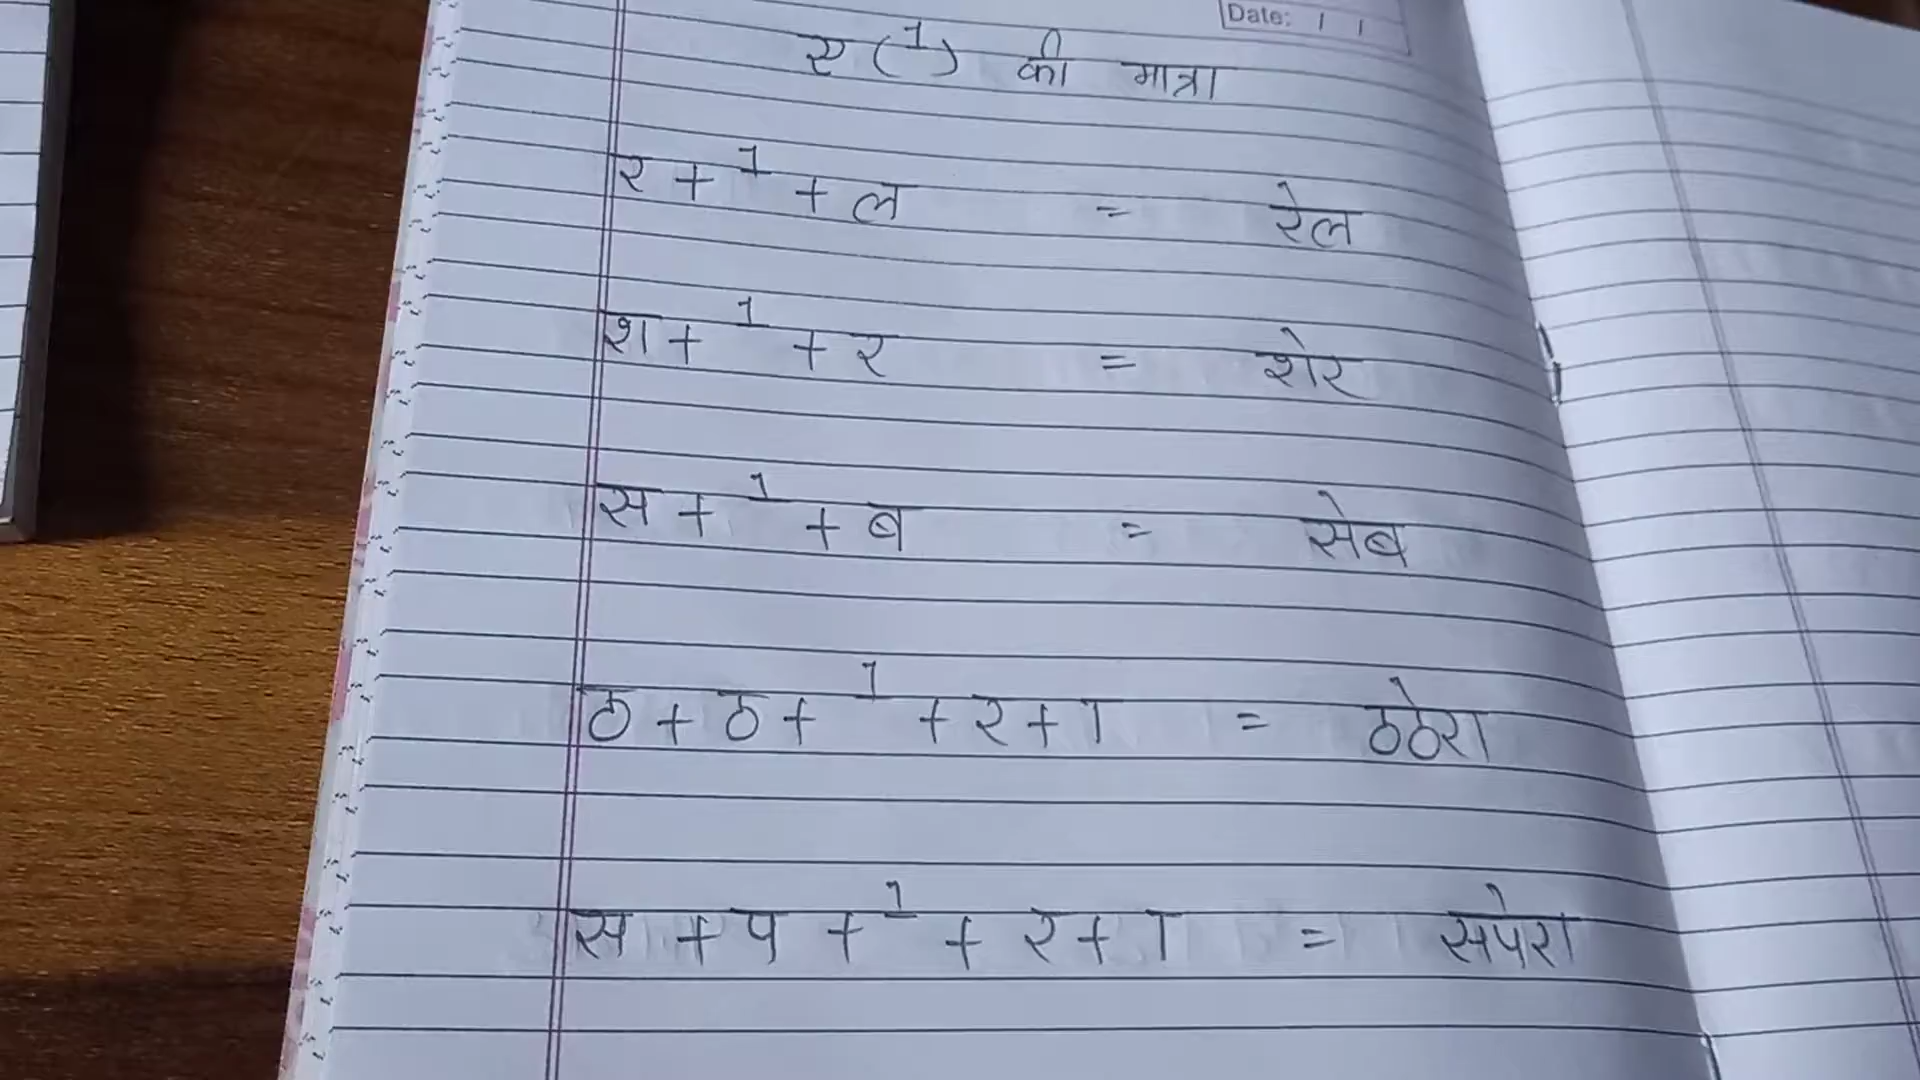 Date: / /
ए ( े ) की मात्रा
र + े + ल = रेल
श + े + र = शेर
स + े + ब = सेब
ठ + ठ + े + र + ा = ठठेरा
स + प + े + र + ा = सपेरा